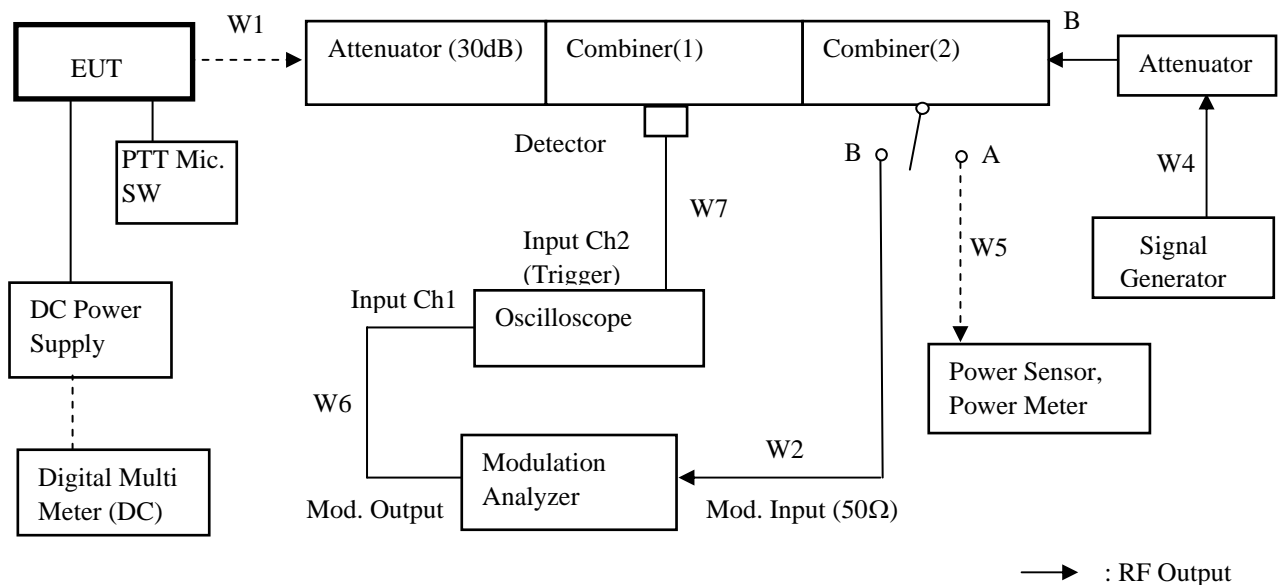 W1
B
EUT
Attenuator (30dB)
Combiner(1)
Combiner(2)
Attenuator
PTT Mic.
SW
Detector
B
A
W4
W7
W5
Input Ch2
(Trigger)
Signal
Generator
Input Ch1
DC Power
Supply
Oscilloscope
Power Sensor,
Power Meter
W6
W2
Digital Multi
Meter (DC)
Modulation
Analyzer
Mod. Output
Mod. Input (50Ω)
: RF Output